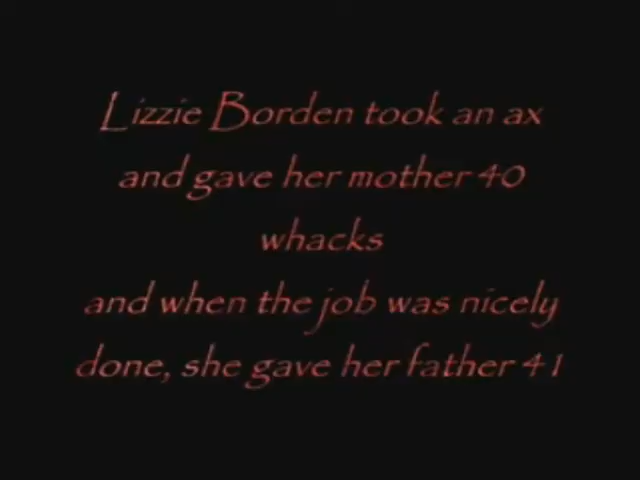 Lizzie Borden took an ax
and gave her mother 40
whacks
and when the job was nicely
done, she gave her father 41